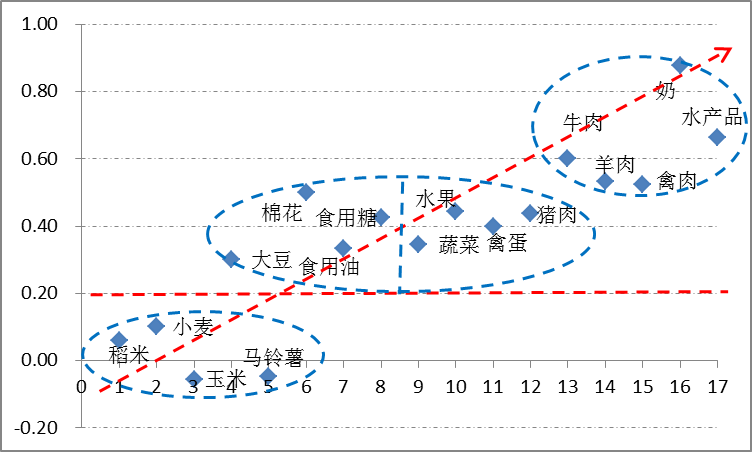 1.00
0.80
奶
水产品
牛肉
0.60
羊肉
禽肉
棉花
食用糖
水果
猪肉
0.40
大豆
食用油
蔬菜
禽蛋
0.20
小麦
稻米
马铃薯
玉米
0.00
0 1 2 3 4 5 6 7 8 9 10 11 12 13 14 15 16 17
-0.20